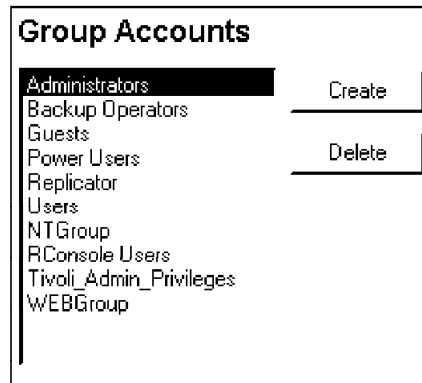 Group Accounts
Administrators
Backup Operators
Guests
Power Users
Replicator
Users
NTGroup
RConsole Users
Tivoli_Admin_Privileges
WEBGroup
Create
Delete